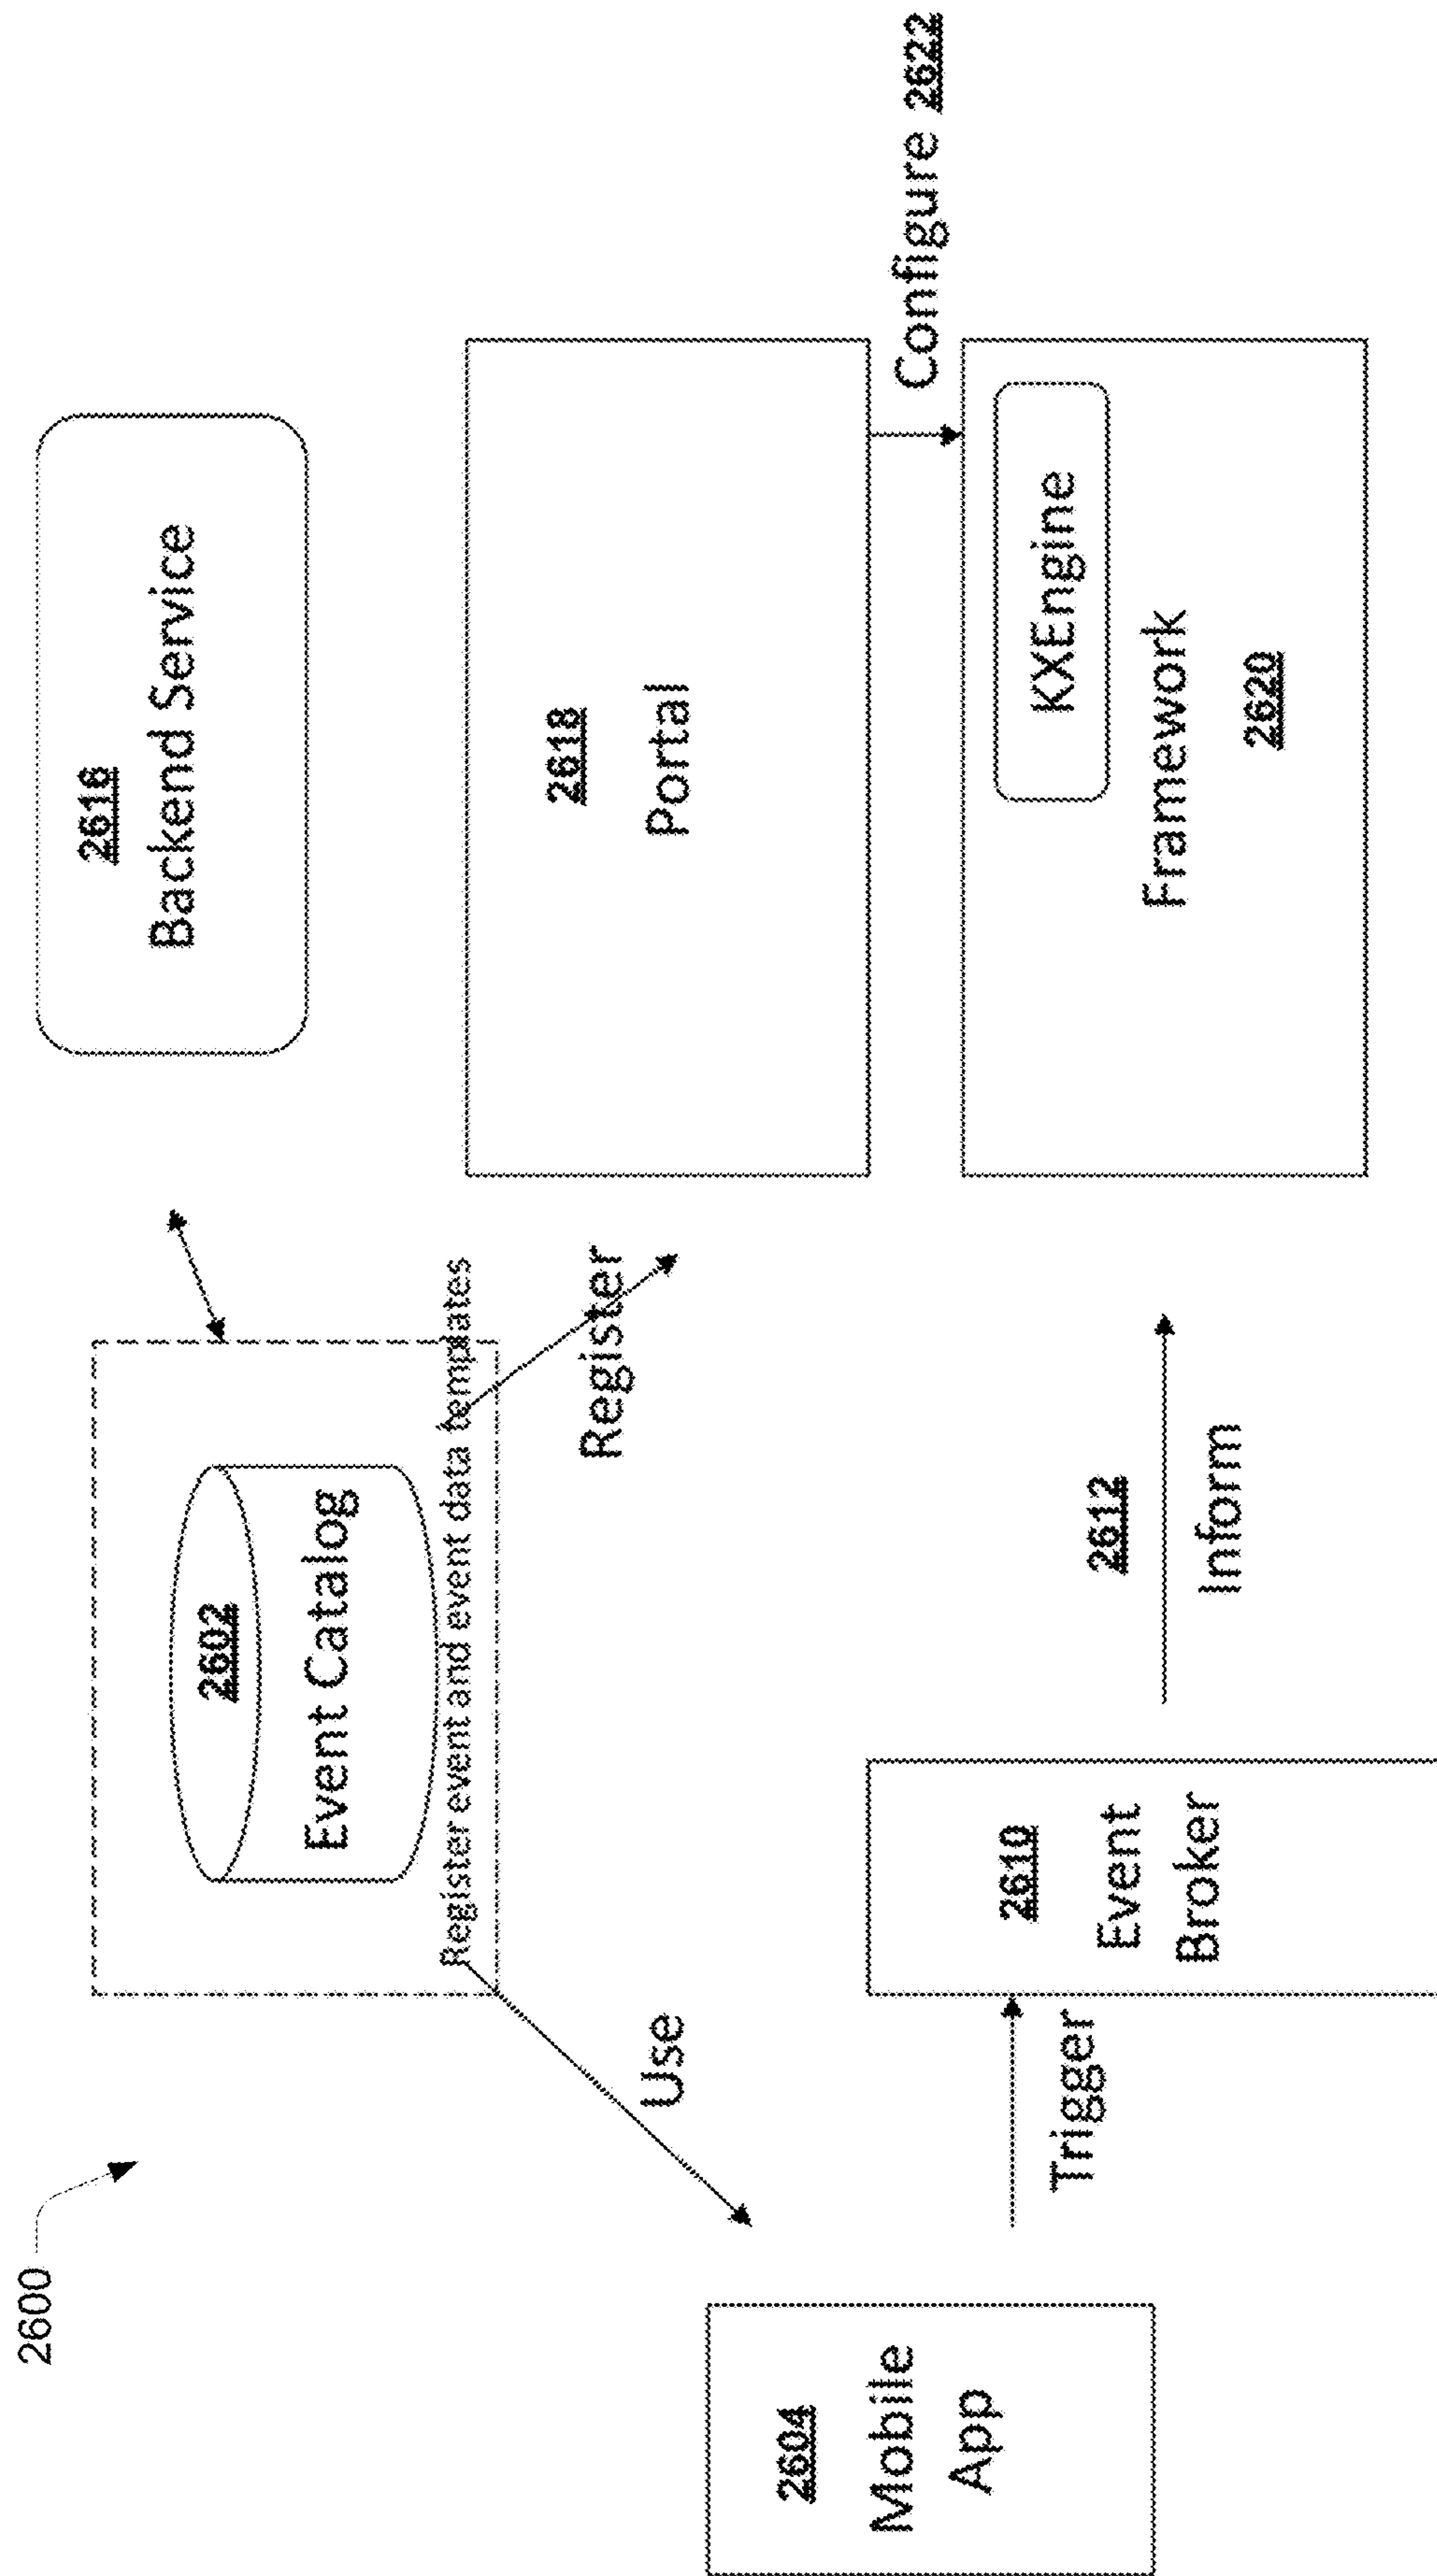 2600
2602
Event Catalog
Register event and event data templates
2616
Backend Service
Use
Register
2618
Portal
2604
Mobile
App
Trigger
2610
Event
Broker
2612
Inform
Configure 2622
KXEngine
Framework
2620